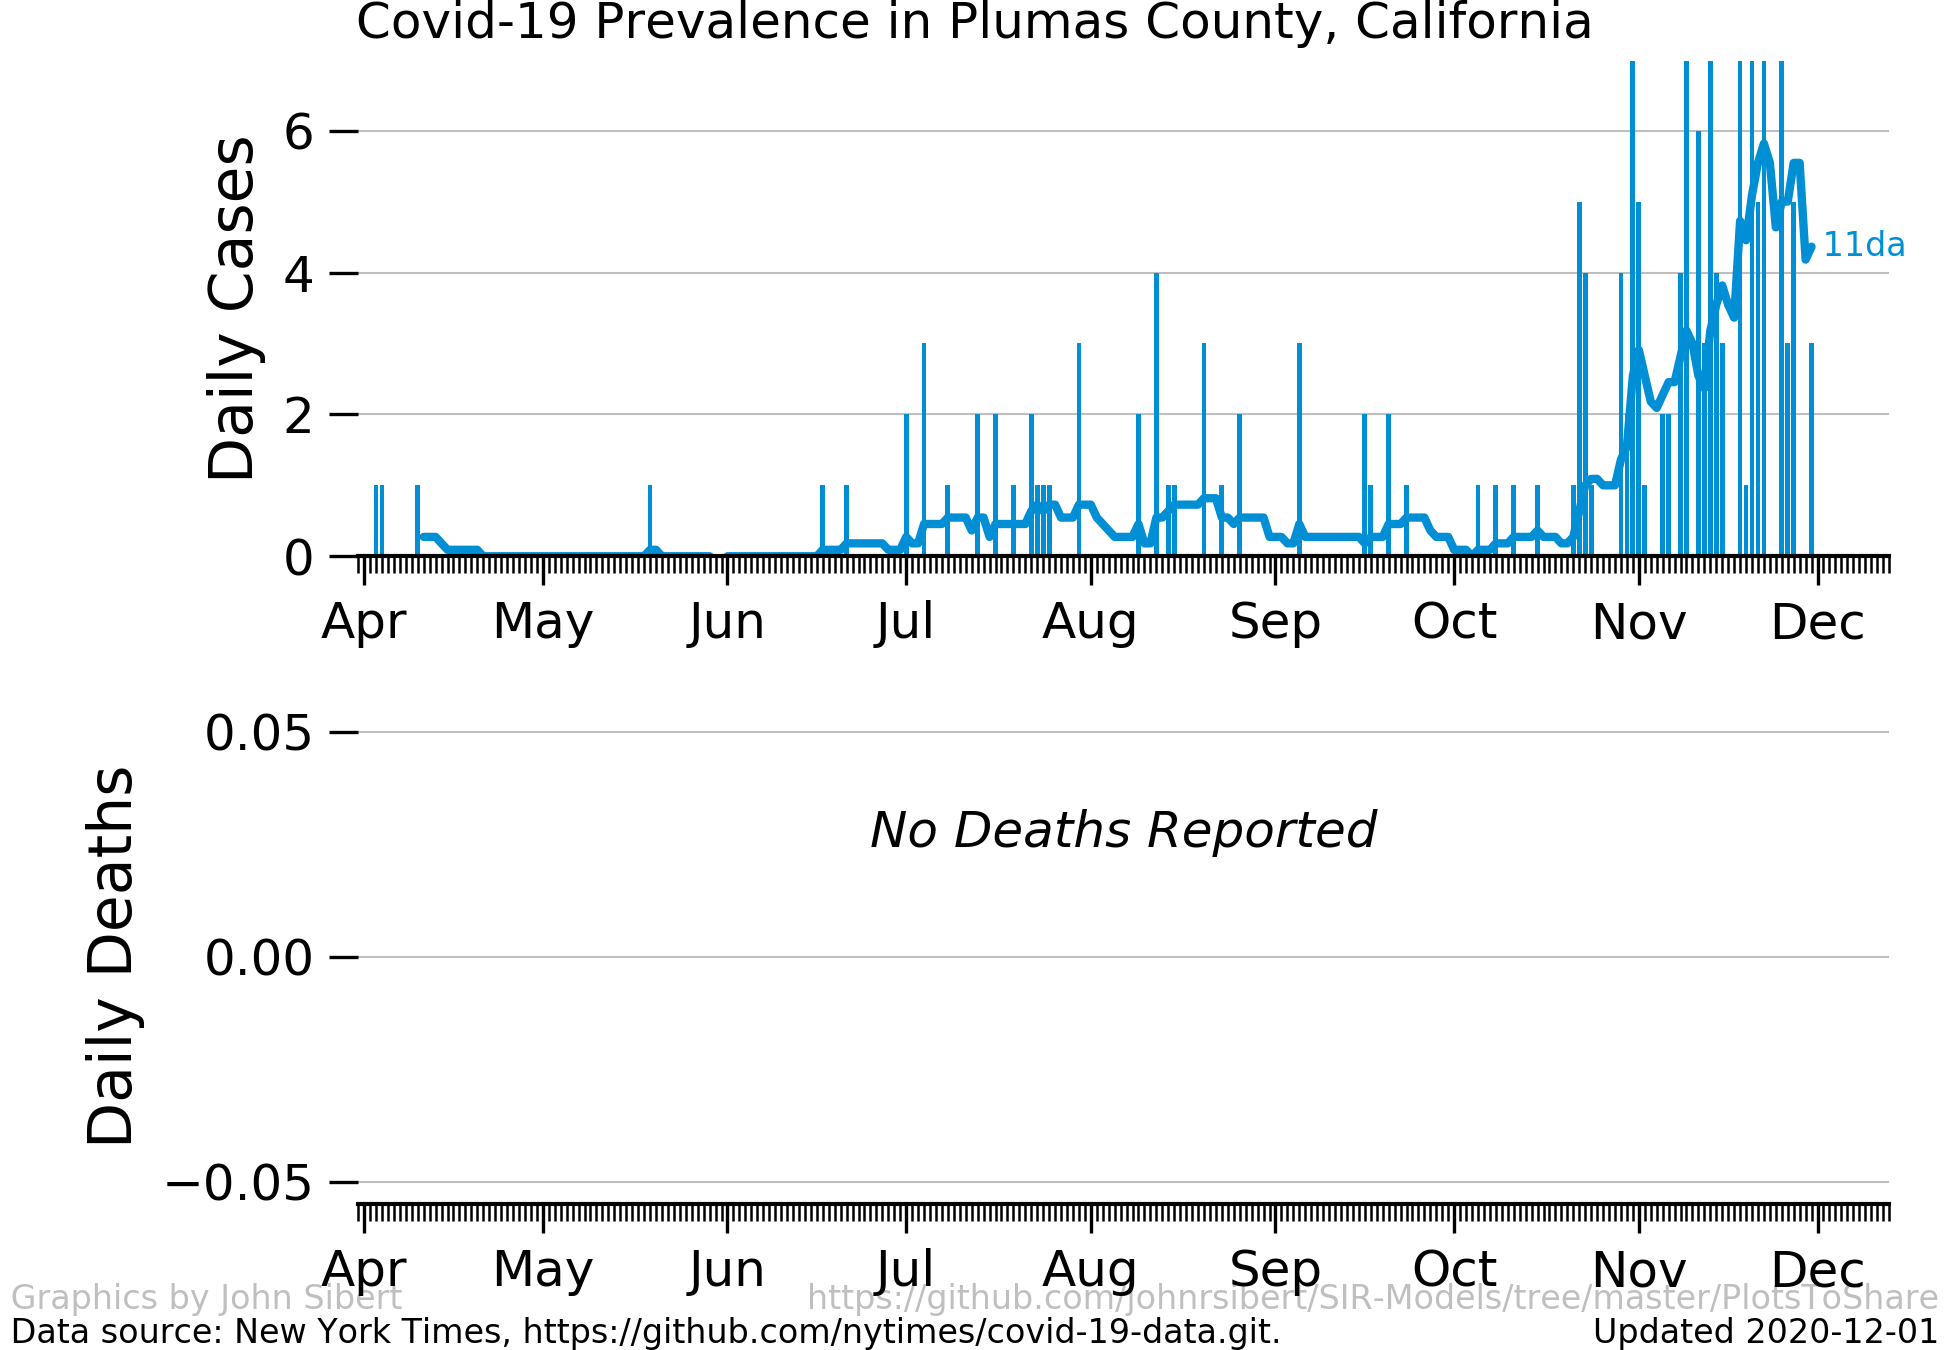 Covid-19 Prevalence in Plumas County, California
Daily Cases
6
4
2
0
11da
Apr May Jun Jul Aug Sep Oct Nov Dec
Daily Deaths
0.05
0.00
−0.05
No Deaths Reported
Apr May Jun Jul Aug Sep Oct Nov Dec
Graphics by John Sibert https://github.com/johnrsibert/SIR-Models/tree/master/PlotsToShare
Data source: New York Times, https://github.com/nytimes/covid-19-data.git. Updated 2020-12-01